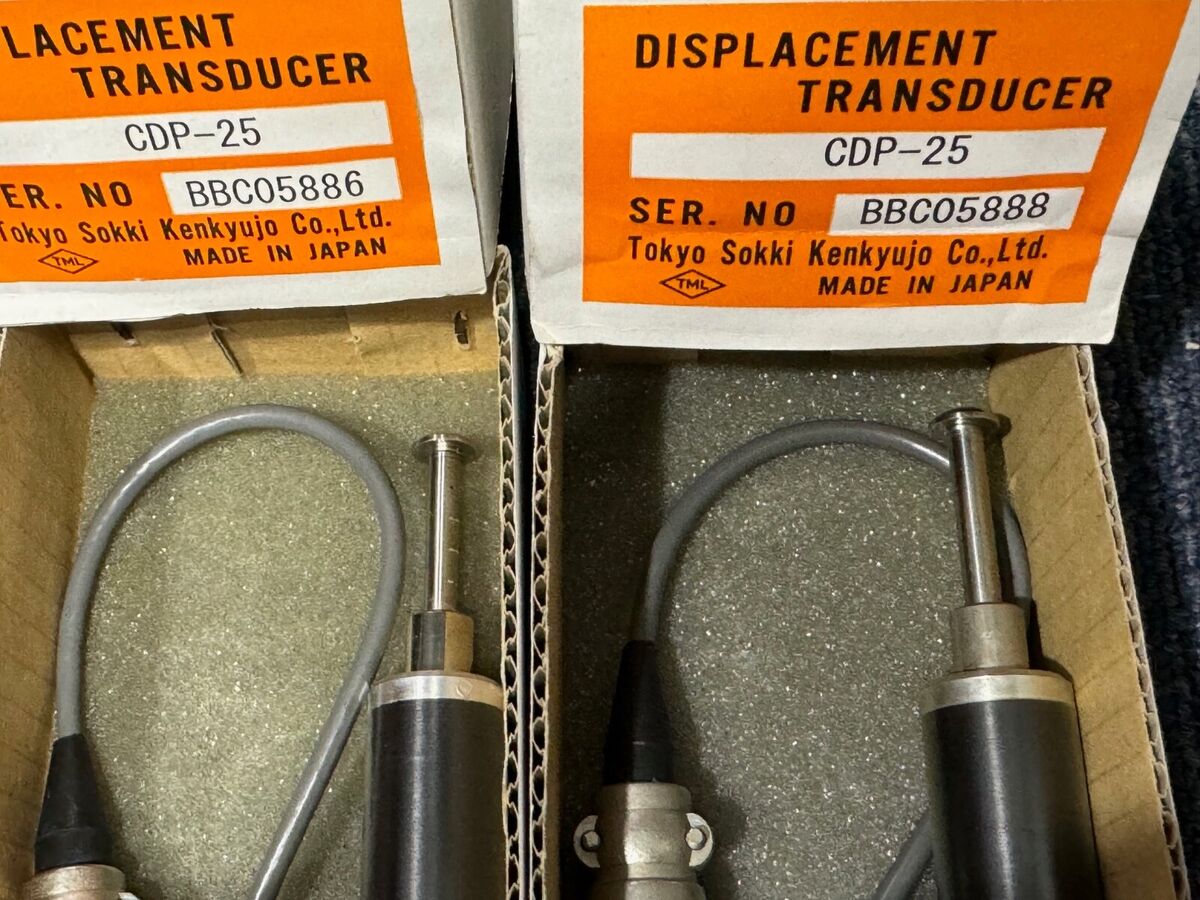 LACEMENT
TRANSDUCER
CDP-25
ER. NO BBC05886
Tokyo Sokki Kenkyujo Co.,Ltd.
TML MADE IN JAPAN
DISPLACEMENT
TRANSDUCER
CDP-25
SER. NO BBC05888
Tokyo Sokki Kenkyujo Co.,Ltd.
TML MADE IN JAPAN